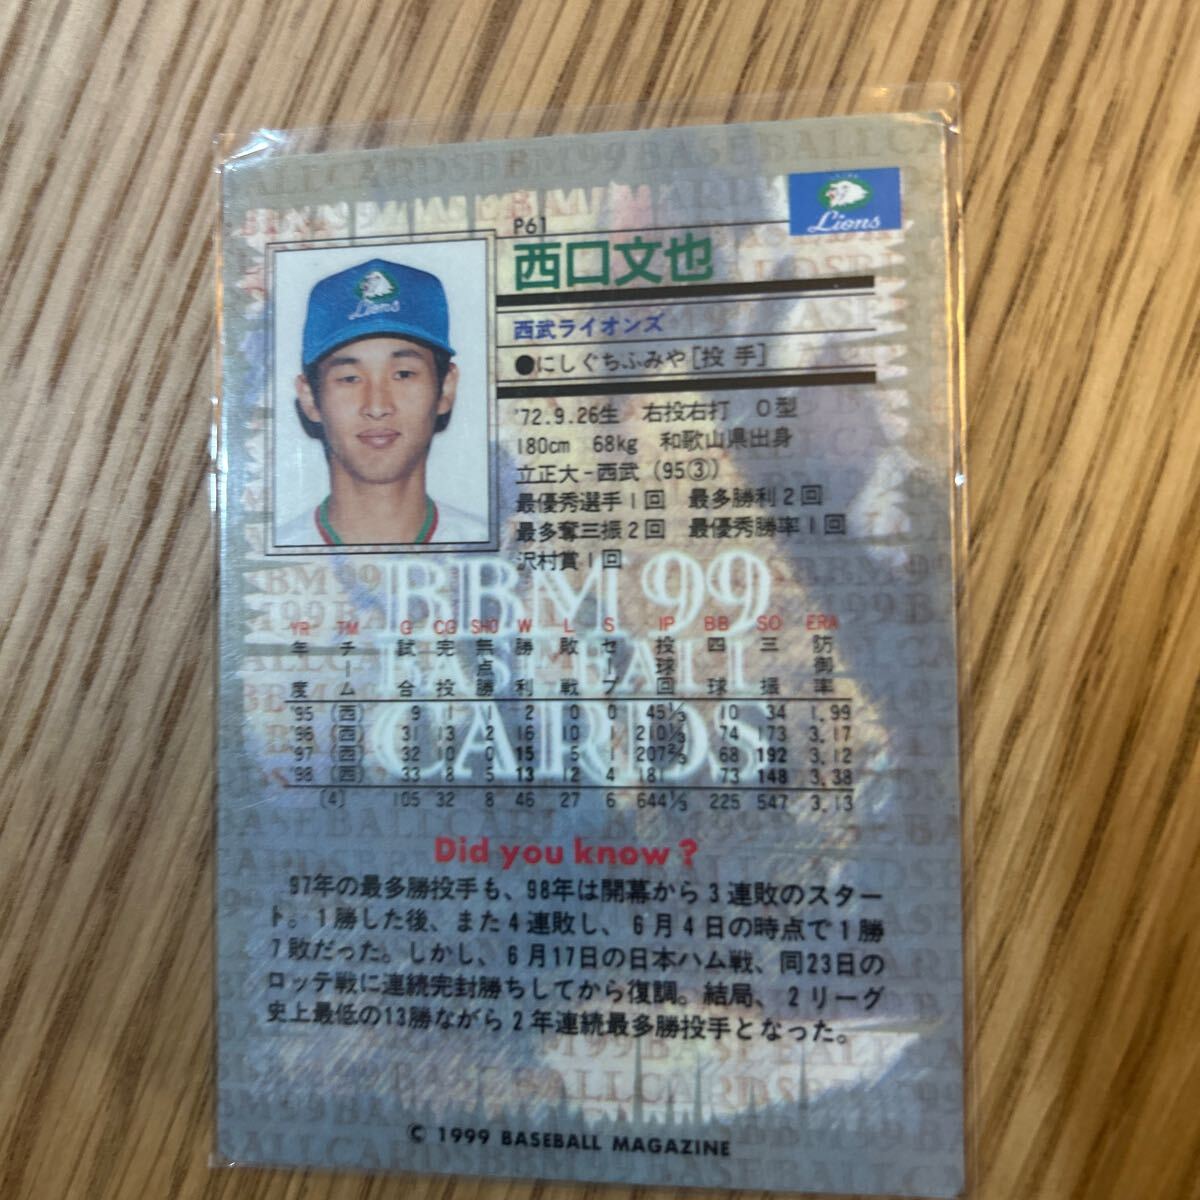 Lions
P61
西口文也
西武ライオンズ
●にしぐちふみや[投 手]
'72.9.26生 右投右打 O型
180cm 68kg 和歌山県出身
立正大-西武 (95③)
最優秀選手1回 最多勝利2回
最多奪三振2回 最優秀勝率1回
沢村賞1回
Lions
BBM 99
BASEBALL
CARDS
YR TM G CG SHO W L S IP BB SO ERA
年度 チーム 試合 完投 無点勝 勝利 敗戦 セーブ 投球回 四球 三振 防御率
'95 (西) 9 1 1 2 0 0 45⅓ 10 34 1.99
'96 (西) 31 13 2 16 10 1 210⅓ 74 173 3.17
'97 (西) 32 10 0 15 5 1 207⅔ 68 192 3.12
'98 (西) 33 8 5 13 12 4 181 73 148 3.38
[4] 105 32 8 46 27 6 644⅓ 225 547 3.13
Did you know?
97年の最多勝投手も、98年は開幕から3連敗のスター
ト。1勝した後、また4連敗し、6月4日の時点で1勝
7敗だった。しかし、6月17日の日本ハム戦、同23日の
ロッテ戦に連続完封勝ちしてから復調。結局、2リーグ
史上最低の13勝ながら2年連続最多勝投手となった。
© 1999 BASEBALL MAGAZINE